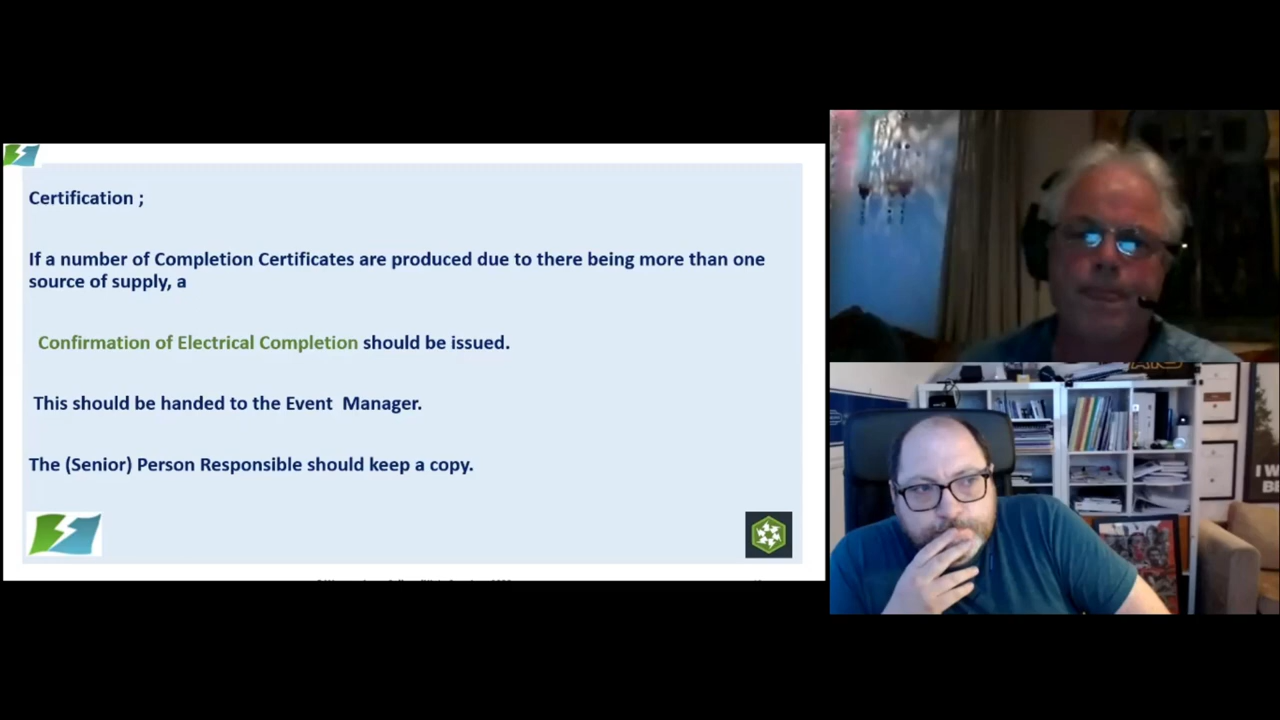 Certification ;
If a number of Completion Certificates are produced due to there being more than one
source of supply, a
Confirmation of Electrical Completion should be issued.
This should be handed to the Event Manager.
The (Senior) Person Responsible should keep a copy.